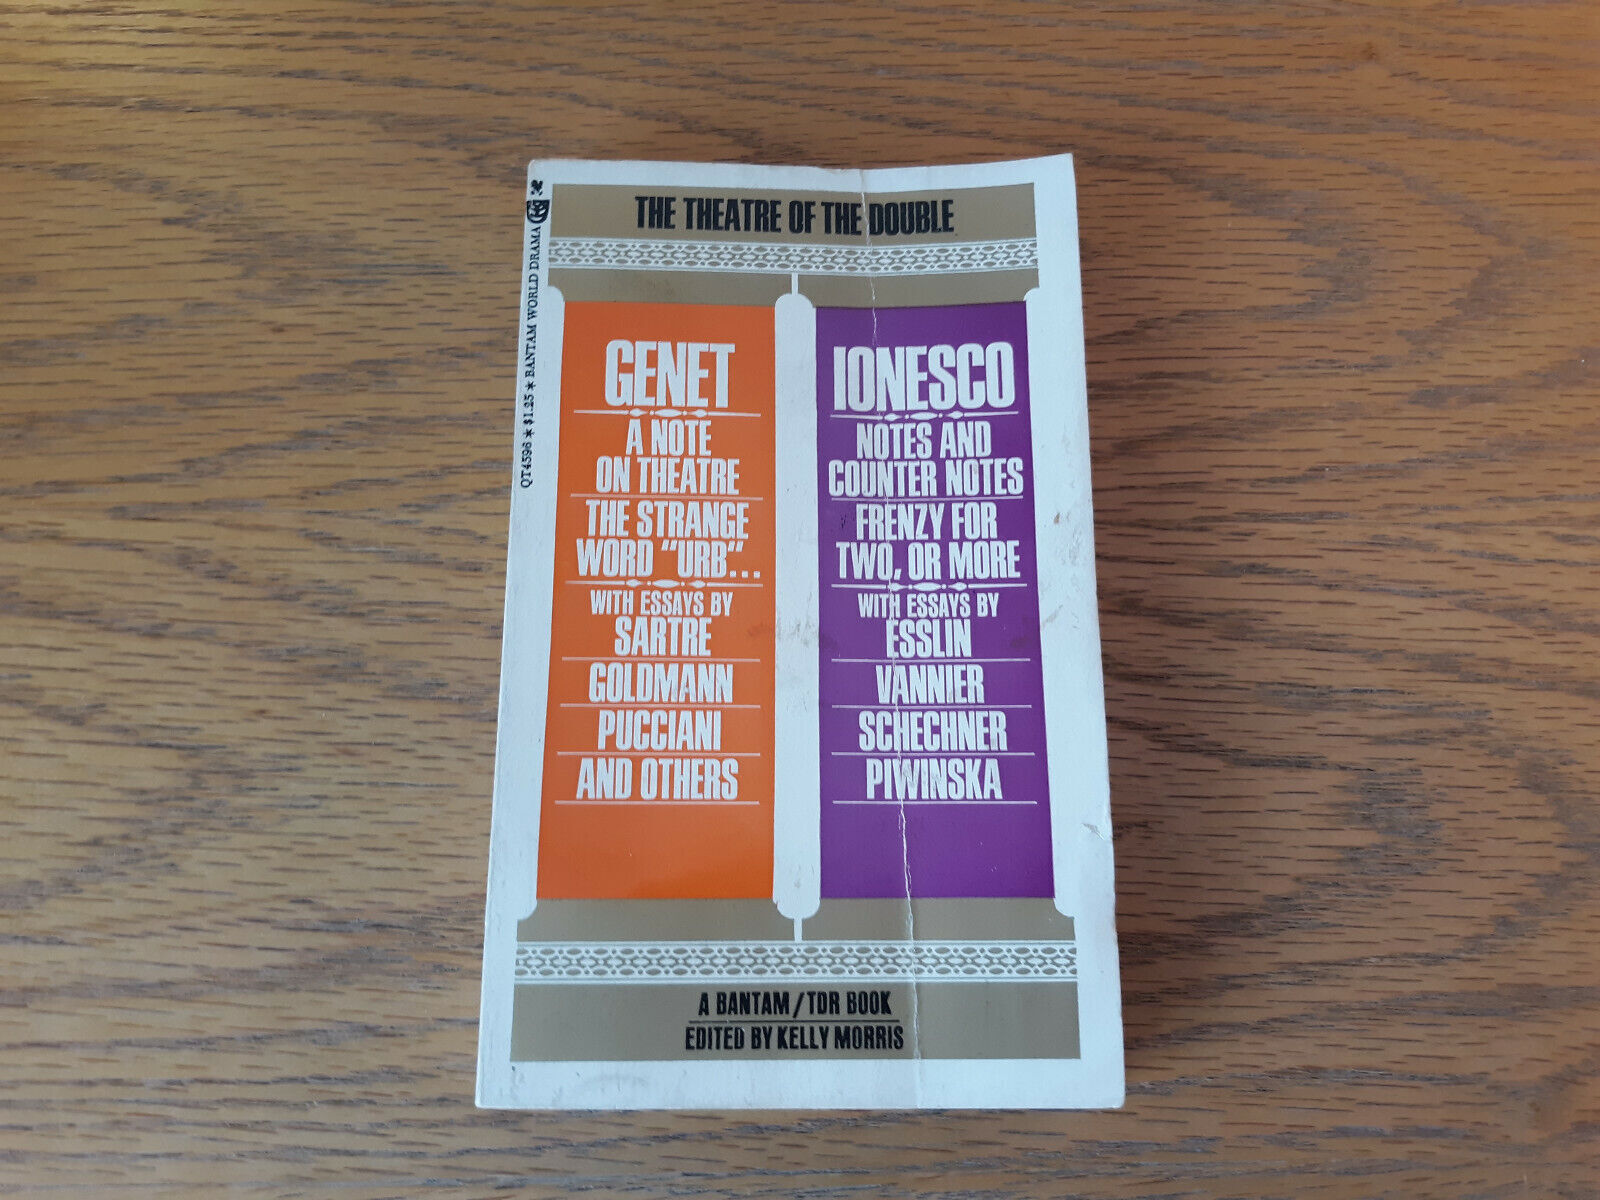 THE THEATRE OF THE DOUBLE
GENET
A NOTE
ON THEATRE
THE STRANGE
WORD "URB"...
WITH ESSAYS BY
SARTRE
GOLDMANN
PUCCIANI
AND OTHERS
IONESCO
NOTES AND
COUNTER NOTES
FRENZY FOR
TWO, OR MORE
WITH ESSAYS BY
ESSLIN
VANNIER
SCHECHNER
PIWINSKA
A BANTAM/TDR BOOK
EDITED BY KELLY MORRIS
QT4596 * $1.25 * BANTAM WORLD DRAMA